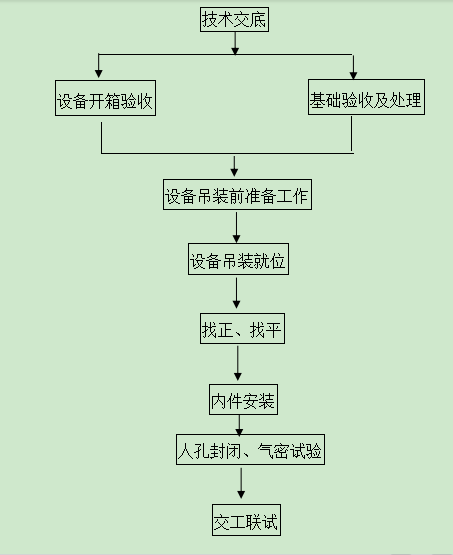 技术交底
设备开箱验收
基础验收及处理
设备吊装前准备工作
设备吊装就位
找正、找平
内件安装
人孔封闭、气密试验
交工联试